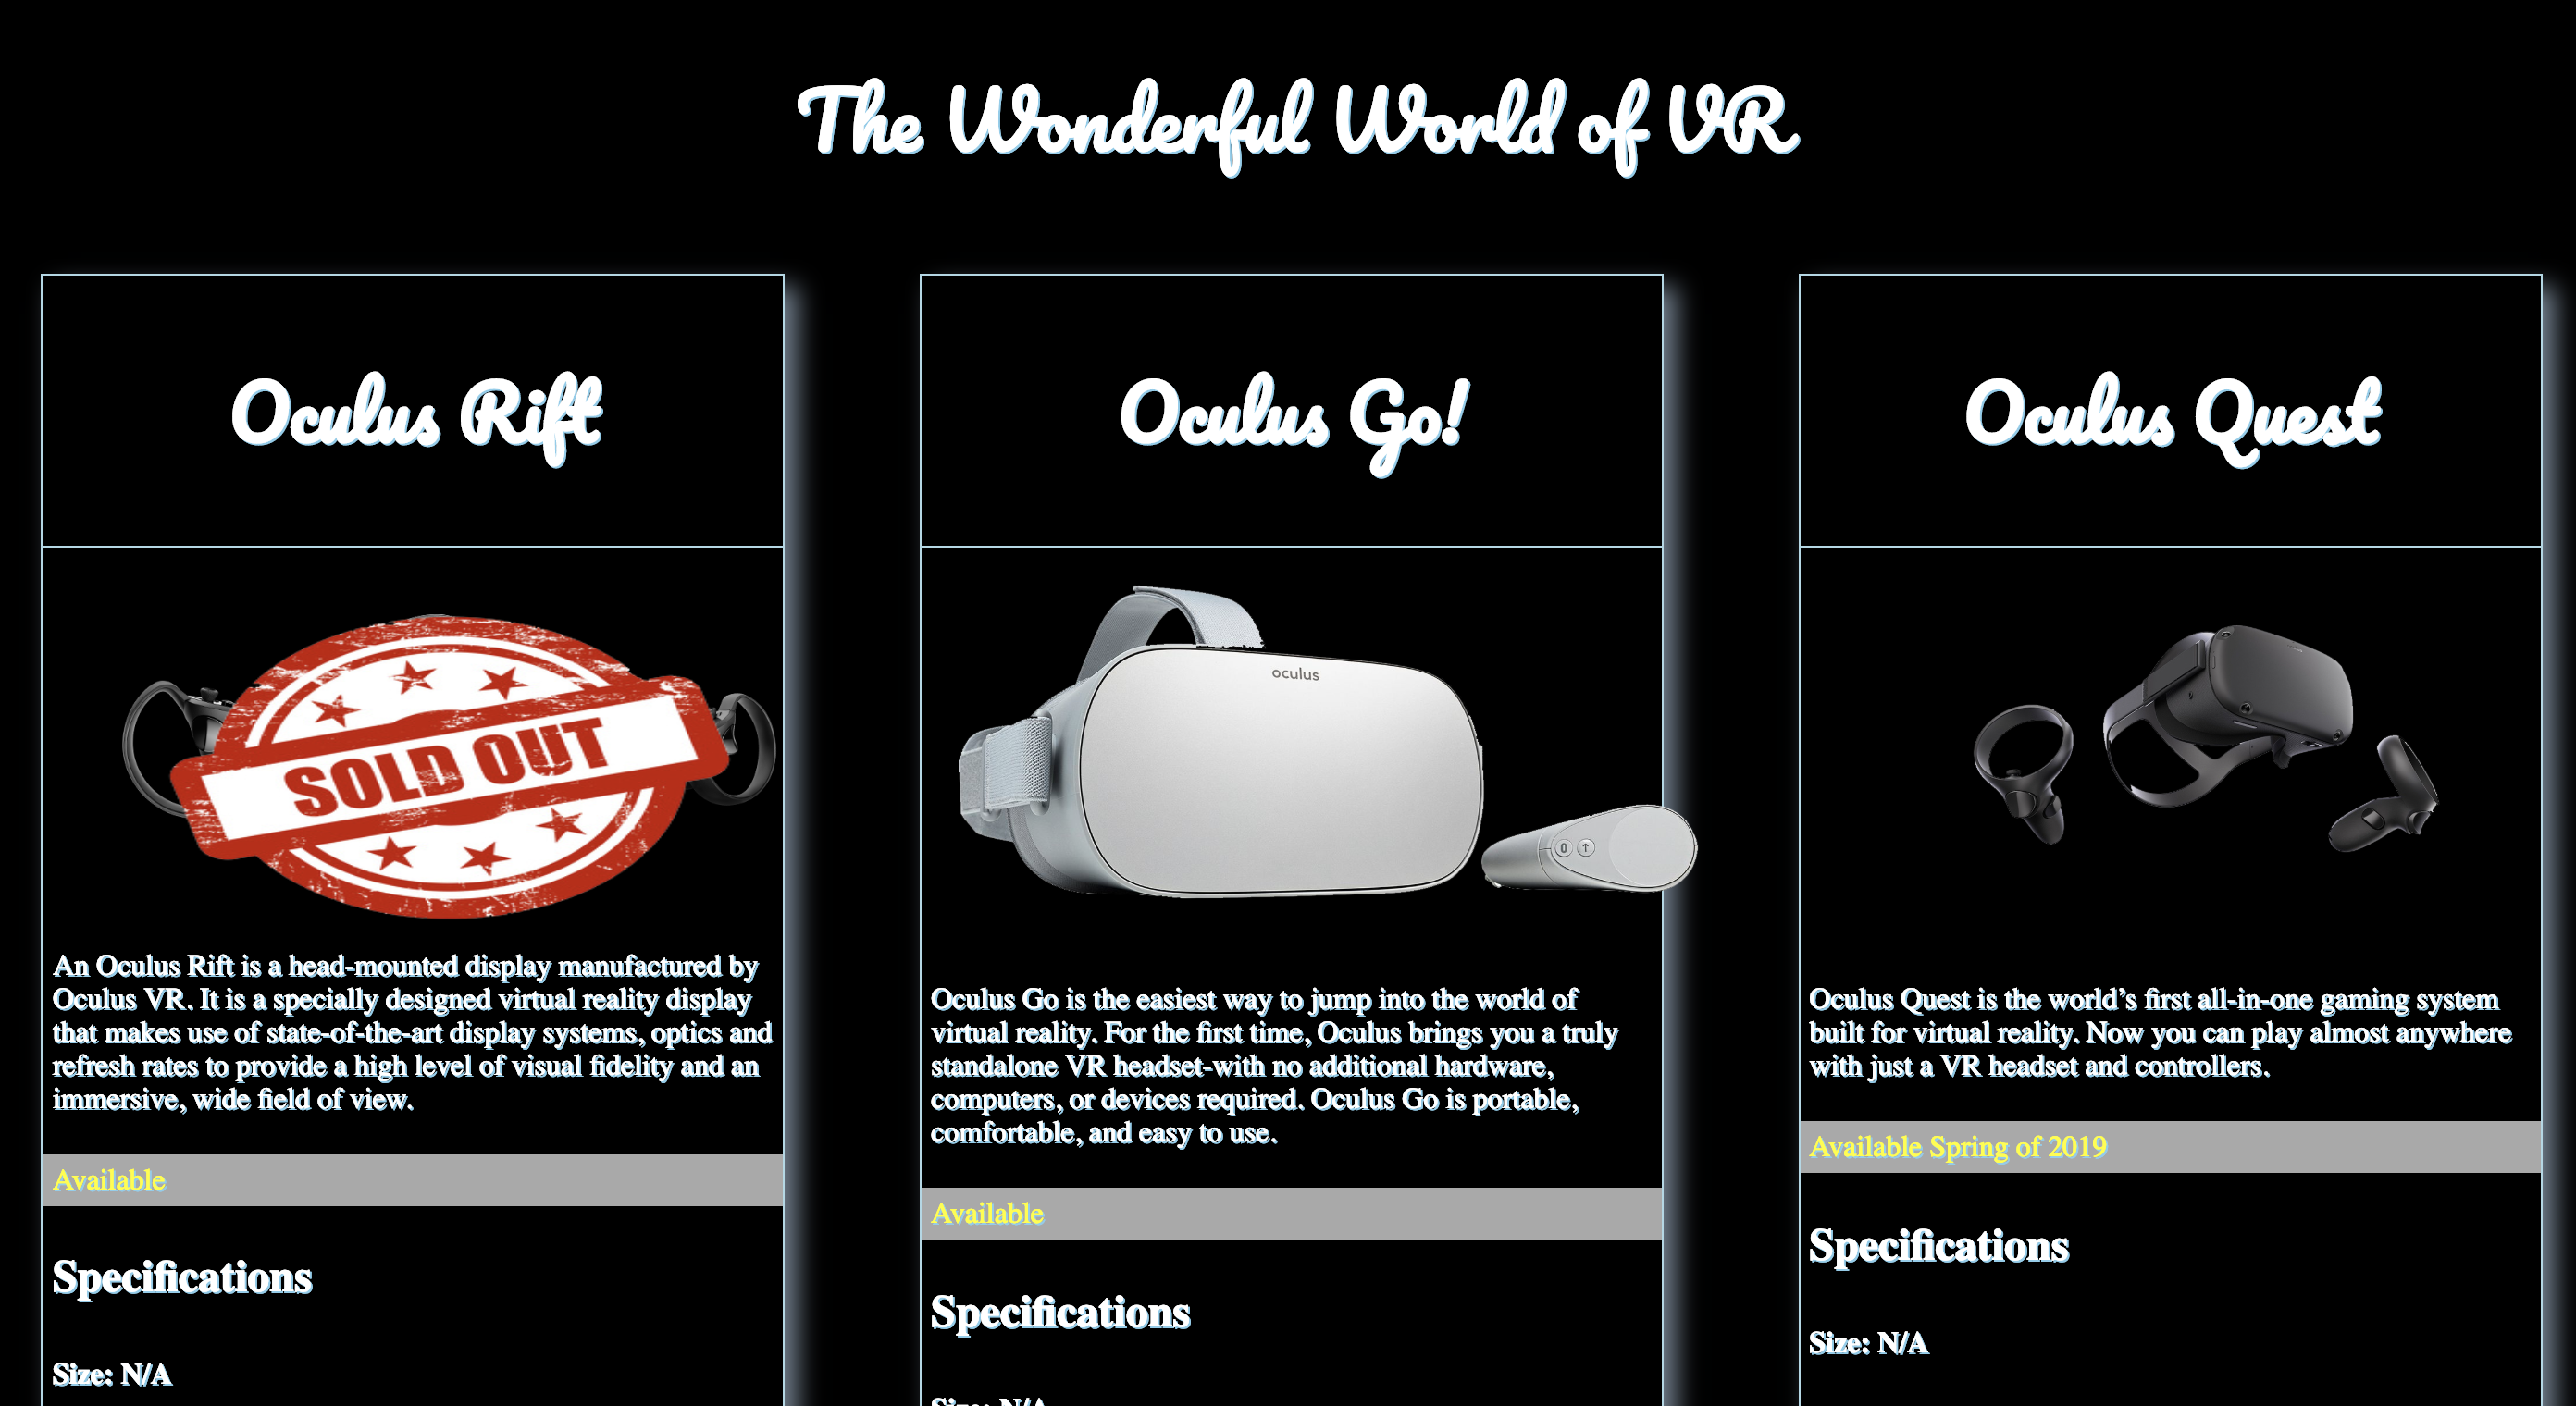 The Wonderful World of VR
Oculus Rift
SOLD OUT
An Oculus Rift is a head-mounted display manufactured by
Oculus VR. It is a specially designed virtual reality display
that makes use of state-of-the-art display systems, optics and
refresh rates to provide a high level of visual fidelity and an
immersive, wide field of view.
Available
Specifications
Size: N/A
Oculus Go!
oculus
Oculus Go is the easiest way to jump into the world of
virtual reality. For the first time, Oculus brings you a truly
standalone VR headset-with no additional hardware,
computers, or devices required. Oculus Go is portable,
comfortable, and easy to use.
Available
Specifications
Size: N/A
Oculus Quest
Oculus Quest is the world’s first all-in-one gaming system
built for virtual reality. Now you can play almost anywhere
with just a VR headset and controllers.
Available Spring of 2019
Specifications
Size: N/A